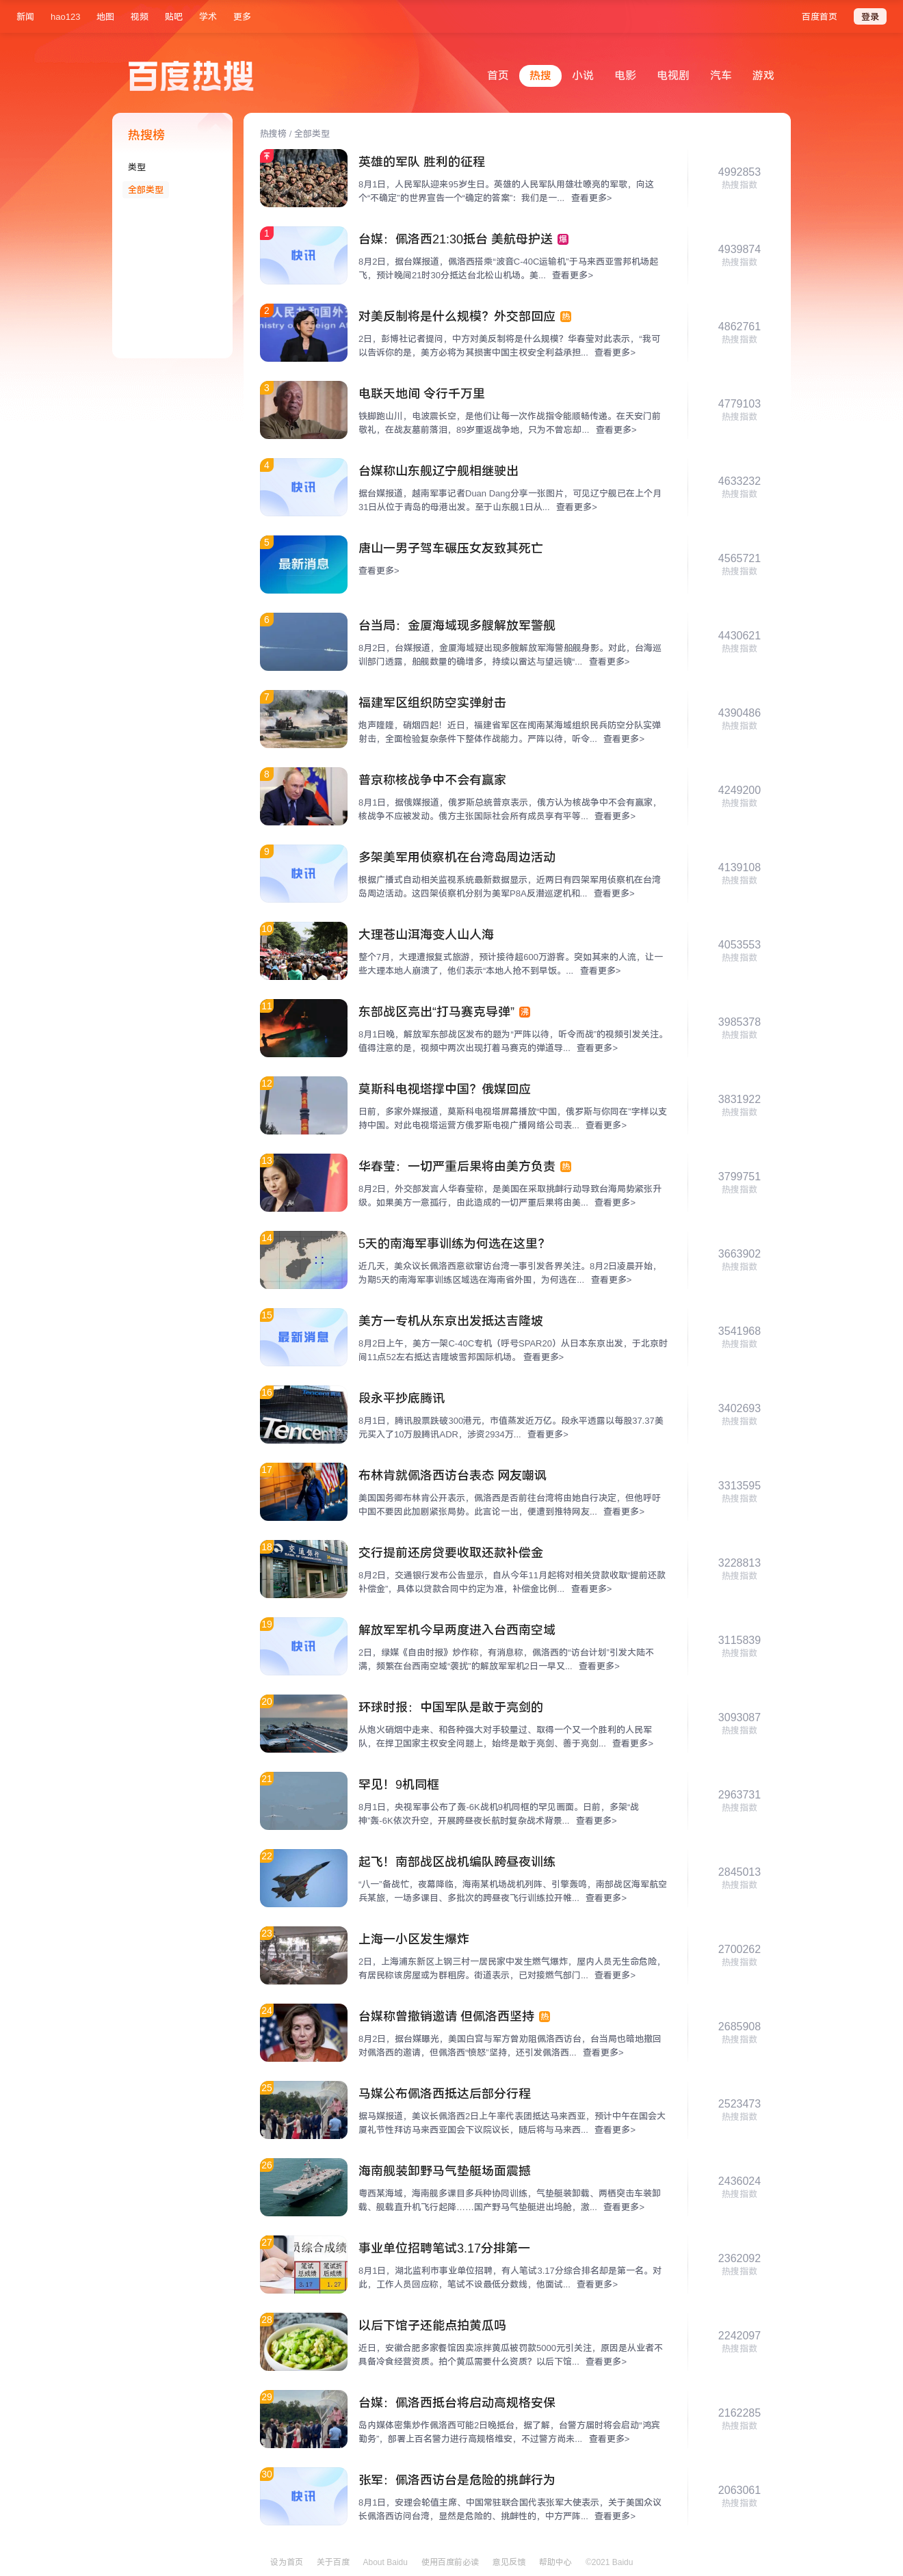 新闻 hao123 地图 视频 贴吧 学术 更多 百度首页 登录
百度热搜
首页 热搜 小说 电影 电视剧 汽车 游戏
热搜榜
类型
全部类型
热搜榜 / 全部类型
英雄的军队 胜利的征程
8月1日，人民军队迎来95岁生日。英雄的人民军队用雄壮嘹亮的军歌，向这
个“不确定”的世界宣告一个“确定的答案”：我们是一... 查看更多>
4992853
热搜指数
1
快讯
台媒：佩洛西21:30抵台 美航母护送 爆
8月2日，据台媒报道，佩洛西搭乘“波音C-40C运输机”于马来西亚雪邦机场起
飞，预计晚间21时30分抵达台北松山机场。美... 查看更多>
4939874
热搜指数
2
对美反制将是什么规模？外交部回应 热
2日，彭博社记者提问，中方对美反制将是什么规模？华春莹对此表示，“我可
以告诉你的是，美方必将为其损害中国主权安全利益承担... 查看更多>
4862761
热搜指数
3
电联天地间 令行千万里
铁脚跑山川，电波震长空，是他们让每一次作战指令能顺畅传递。在天安门前
敬礼，在战友墓前落泪，89岁重返战争地，只为不曾忘却... 查看更多>
4779103
热搜指数
4
快讯
台媒称山东舰辽宁舰相继驶出
据台媒报道，越南军事记者Duan Dang分享一张图片，可见辽宁舰已在上个月
31日从位于青岛的母港出发。至于山东舰1日从... 查看更多>
4633232
热搜指数
5
最新消息
唐山一男子驾车碾压女友致其死亡
查看更多>
4565721
热搜指数
6
台当局：金厦海域现多艘解放军警舰
8月2日，台媒报道，金厦海域疑出现多艘解放军海警船舰身影。对此，台海巡
训部门透露，船舰数量的确增多，持续以雷达与望远镜“... 查看更多>
4430621
热搜指数
7
福建军区组织防空实弹射击
炮声隆隆，硝烟四起！近日，福建省军区在闽南某海域组织民兵防空分队实弹
射击，全面检验复杂条件下整体作战能力。严阵以待，听令... 查看更多>
4390486
热搜指数
8
普京称核战争中不会有赢家
8月1日，据俄媒报道，俄罗斯总统普京表示，俄方认为核战争中不会有赢家，
核战争不应被发动。俄方主张国际社会所有成员享有平等... 查看更多>
4249200
热搜指数
9
快讯
多架美军用侦察机在台湾岛周边活动
根据广播式自动相关监视系统最新数据显示，近两日有四架军用侦察机在台湾
岛周边活动。这四架侦察机分别为美军P8A反潜巡逻机和... 查看更多>
4139108
热搜指数
10
大理苍山洱海变人山人海
整个7月，大理遭报复式旅游，预计接待超600万游客。突如其来的人流，让一
些大理本地人崩溃了，他们表示“本地人抢不到早饭。... 查看更多>
4053553
热搜指数
11
东部战区亮出“打马赛克导弹” 沸
8月1日晚，解放军东部战区发布的题为“严阵以待，听令而战”的视频引发关注。
值得注意的是，视频中两次出现打着马赛克的弹道导... 查看更多>
3985378
热搜指数
12
莫斯科电视塔撑中国？俄媒回应
日前，多家外媒报道，莫斯科电视塔屏幕播放“中国，俄罗斯与你同在”字样以支
持中国。对此电视塔运营方俄罗斯电视广播网络公司表... 查看更多>
3831922
热搜指数
13
华春莹：一切严重后果将由美方负责 热
8月2日，外交部发言人华春莹称，是美国在采取挑衅行动导致台海局势紧张升
级。如果美方一意孤行，由此造成的一切严重后果将由美... 查看更多>
3799751
热搜指数
14
5天的南海军事训练为何选在这里？
近几天，美众议长佩洛西意欲窜访台湾一事引发各界关注。8月2日凌晨开始，
为期5天的南海军事训练区域选在海南省外围，为何选在... 查看更多>
3663902
热搜指数
15
最新消息
美方一专机从东京出发抵达吉隆坡
8月2日上午，美方一架C-40C专机（呼号SPAR20）从日本东京出发，于北京时
间11点52左右抵达吉隆坡雪邦国际机场。 查看更多>
3541968
热搜指数
16
Tencent
段永平抄底腾讯
8月1日，腾讯股票跌破300港元，市值蒸发近万亿。段永平透露以每股37.37美
元买入了10万股腾讯ADR，涉资2934万... 查看更多>
3402693
热搜指数
17
布林肯就佩洛西访台表态 网友嘲讽
美国国务卿布林肯公开表示，佩洛西是否前往台湾将由她自行决定，但他呼吁
中国不要因此加剧紧张局势。此言论一出，便遭到推特网友... 查看更多>
3313595
热搜指数
18
交通银行
交行提前还房贷要收取还款补偿金
8月2日，交通银行发布公告显示，自从今年11月起将对相关贷款收取“提前还款
补偿金”，具体以贷款合同中约定为准，补偿金比例... 查看更多>
3228813
热搜指数
19
快讯
解放军军机今早两度进入台西南空域
2日，绿媒《自由时报》炒作称，有消息称，佩洛西的“访台计划”引发大陆不
满，频繁在台西南空域“袭扰”的解放军军机2日一早又... 查看更多>
3115839
热搜指数
20
环球时报：中国军队是敢于亮剑的
从炮火硝烟中走来、和各种强大对手较量过、取得一个又一个胜利的人民军
队，在捍卫国家主权安全问题上，始终是敢于亮剑、善于亮剑... 查看更多>
3093087
热搜指数
21
罕见！9机同框
8月1日，央视军事公布了轰-6K战机9机同框的罕见画面。日前，多架“战
神”轰-6K依次升空，开展跨昼夜长航时复杂战术背景... 查看更多>
2963731
热搜指数
22
起飞！南部战区战机编队跨昼夜训练
“八一”备战忙，夜幕降临，海南某机场战机列阵、引擎轰鸣，南部战区海军航空
兵某旅，一场多课目、多批次的跨昼夜飞行训练拉开帷... 查看更多>
2845013
热搜指数
23
上海一小区发生爆炸
2日，上海浦东新区上钢三村一居民家中发生燃气爆炸，屋内人员无生命危险，
有居民称该房屋或为群租房。街道表示，已对接燃气部门... 查看更多>
2700262
热搜指数
24
台媒称曾撤销邀请 但佩洛西坚持 热
8月2日，据台媒曝光，美国白宫与军方曾劝阻佩洛西访台，台当局也暗地撤回
对佩洛西的邀请，但佩洛西“愤怒”坚持，还引发佩洛西... 查看更多>
2685908
热搜指数
25
马媒公布佩洛西抵达后部分行程
据马媒报道，美议长佩洛西2日上午率代表团抵达马来西亚，预计中午在国会大
厦礼节性拜访马来西亚国会下议院议长，随后将与马来西... 查看更多>
2523473
热搜指数
26
海南舰装卸野马气垫艇场面震撼
粤西某海域，海南舰多课目多兵种协同训练，气垫艇装卸载、两栖突击车装卸
载、舰载直升机飞行起降……国产野马气垫艇进出坞舱，激... 查看更多>
2436024
热搜指数
27
员综合成绩
事业单位招聘笔试3.17分排第一
8月1日，湖北监利市事业单位招聘，有人笔试3.17分综合排名却是第一名。对
此，工作人员回应称，笔试不设最低分数线，他面试... 查看更多>
2362092
热搜指数
28
以后下馆子还能点拍黄瓜吗
近日，安徽合肥多家餐馆因卖凉拌黄瓜被罚款5000元引关注，原因是从业者不
具备冷食经营资质。拍个黄瓜需要什么资质？以后下馆... 查看更多>
2242097
热搜指数
29
台媒：佩洛西抵台将启动高规格安保
岛内媒体密集炒作佩洛西可能2日晚抵台，据了解，台警方届时将会启动“鸿宾
勤务”，部署上百名警力进行高规格维安，不过警方尚未... 查看更多>
2162285
热搜指数
30
快讯
张军：佩洛西访台是危险的挑衅行为
8月1日，安理会轮值主席、中国常驻联合国代表张军大使表示，关于美国众议
长佩洛西访问台湾，显然是危险的、挑衅性的，中方严阵... 查看更多>
2063061
热搜指数
设为首页 关于百度 About Baidu 使用百度前必读 意见反馈 帮助中心 ©2021 Baidu